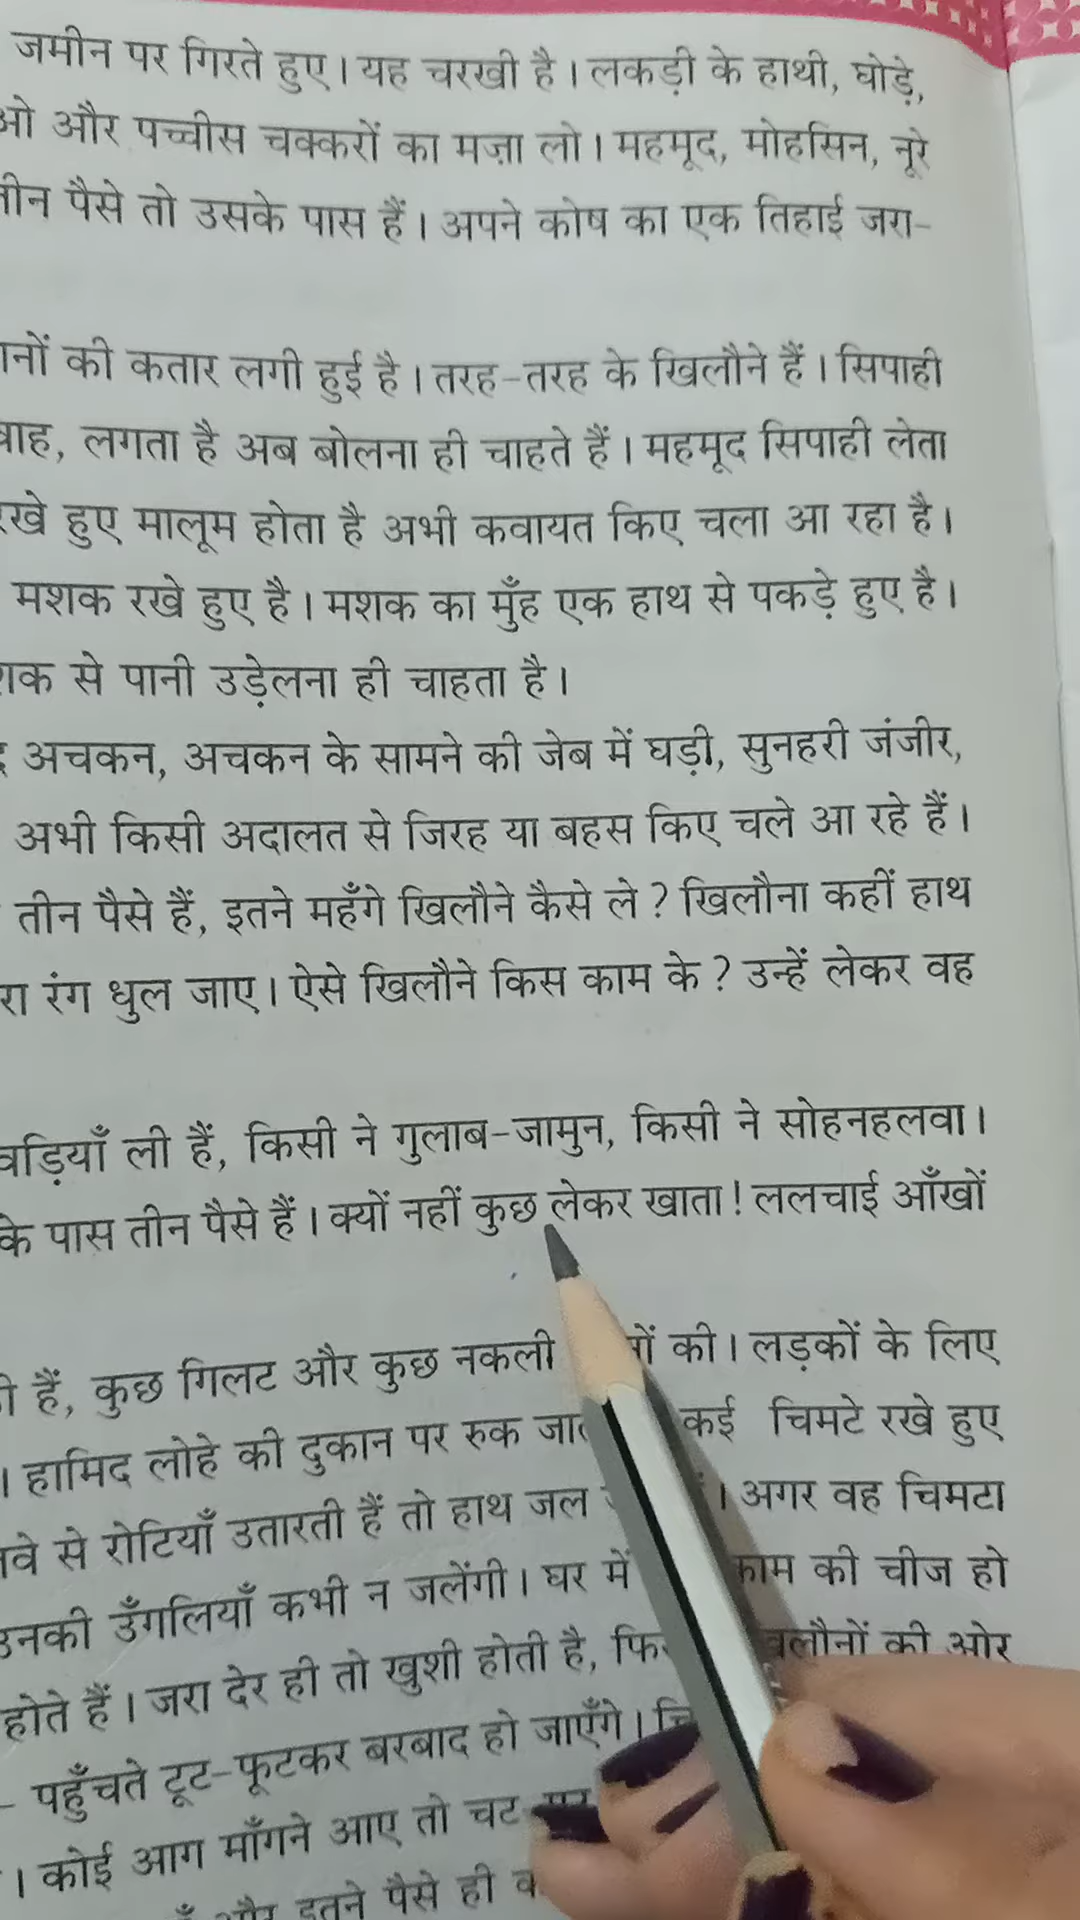 जमीन पर गिरते हुए। यह चरखी है। लकड़ी के हाथी, घोड़े,
और पच्चीस चक्करों का मज़ा लो। महमूद, मोहसिन, नूरे
पैसे तो उसके पास हैं। अपने कोष का एक तिहाई जरा-
की कतार लगी हुई है। तरह-तरह के खिलौने हैं। सिपाही
लगता है अब बोलना ही चाहते हैं। महमूद सिपाही लेता
हुए मालूम होता है अभी कवायत किए चला आ रहा है।
मशक रखे हुए है। मशक का मुँह एक हाथ से पकड़े हुए है।
से पानी उड़ेलना ही चाहता है।
अचकन, अचकन के सामने की जेब में घड़ी, सुनहरी जंजीर,
अभी किसी अदालत से जिरह या बहस किए चले आ रहे हैं।
तीन पैसे हैं, इतने महँगे खिलौने कैसे ले ? खिलौना कहीं हाथ
रंग धुल जाए। ऐसे खिलौने किस काम के ? उन्हें लेकर वह
ली हैं, किसी ने गुलाब-जामुन, किसी ने सोहनहलवा।
के पास तीन पैसे हैं। क्यों नहीं कुछ लेकर खाता! ललचाई आँखों
हैं, कुछ गिलट और कुछ नकली की। लड़कों के लिए
। हामिद लोहे की दुकान पर रुक कई चिमटे रखे हुए
से रोटियाँ उतारती हैं तो हाथ जल । अगर वह चिमटा
उनकी उँगलियाँ कभी न जलेंगी। घर में काम की चीज हो
होते हैं। जरा देर ही तो खुशी होती है, की ओर
- पहुँचते टूट-फूटकर बरबाद हो जाएँगे।
। कोई आग माँगने आए तो चट
और इतने पैसे ही